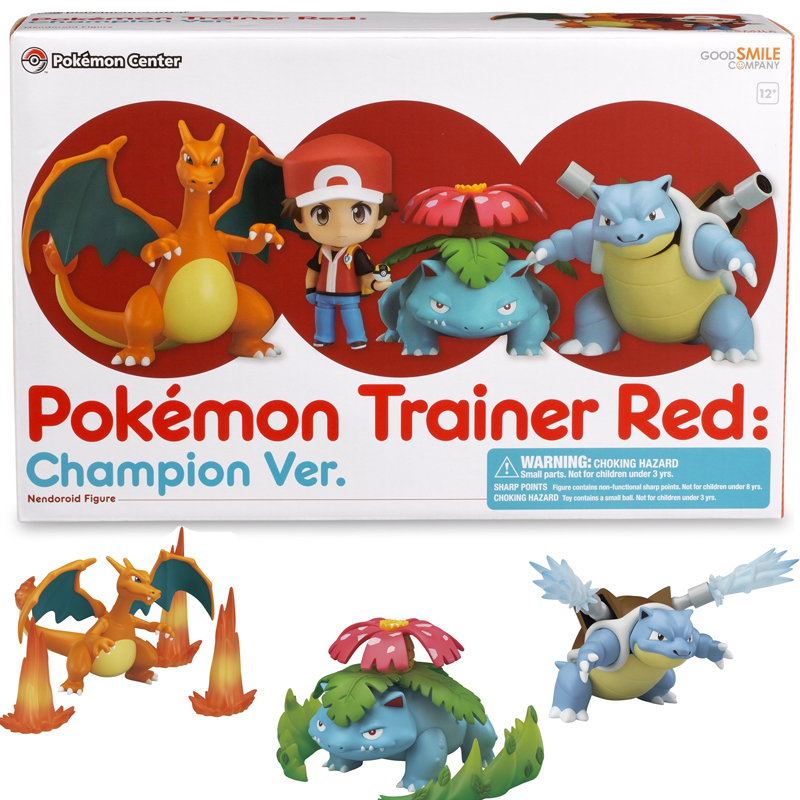 Pokémon Center
GOODSMILE
COMPANY
12+
Pokémon Trainer Red:
Champion Ver.
Nendoroid Figure
WARNING: CHOKING HAZARD
Small parts. Not for children under 3 yrs.
SHARP POINTS Figure contains non-functional sharp points. Not for children under 8 yrs.
CHOKING HAZARD Toy contains a small ball. Not for children under 3 yrs.